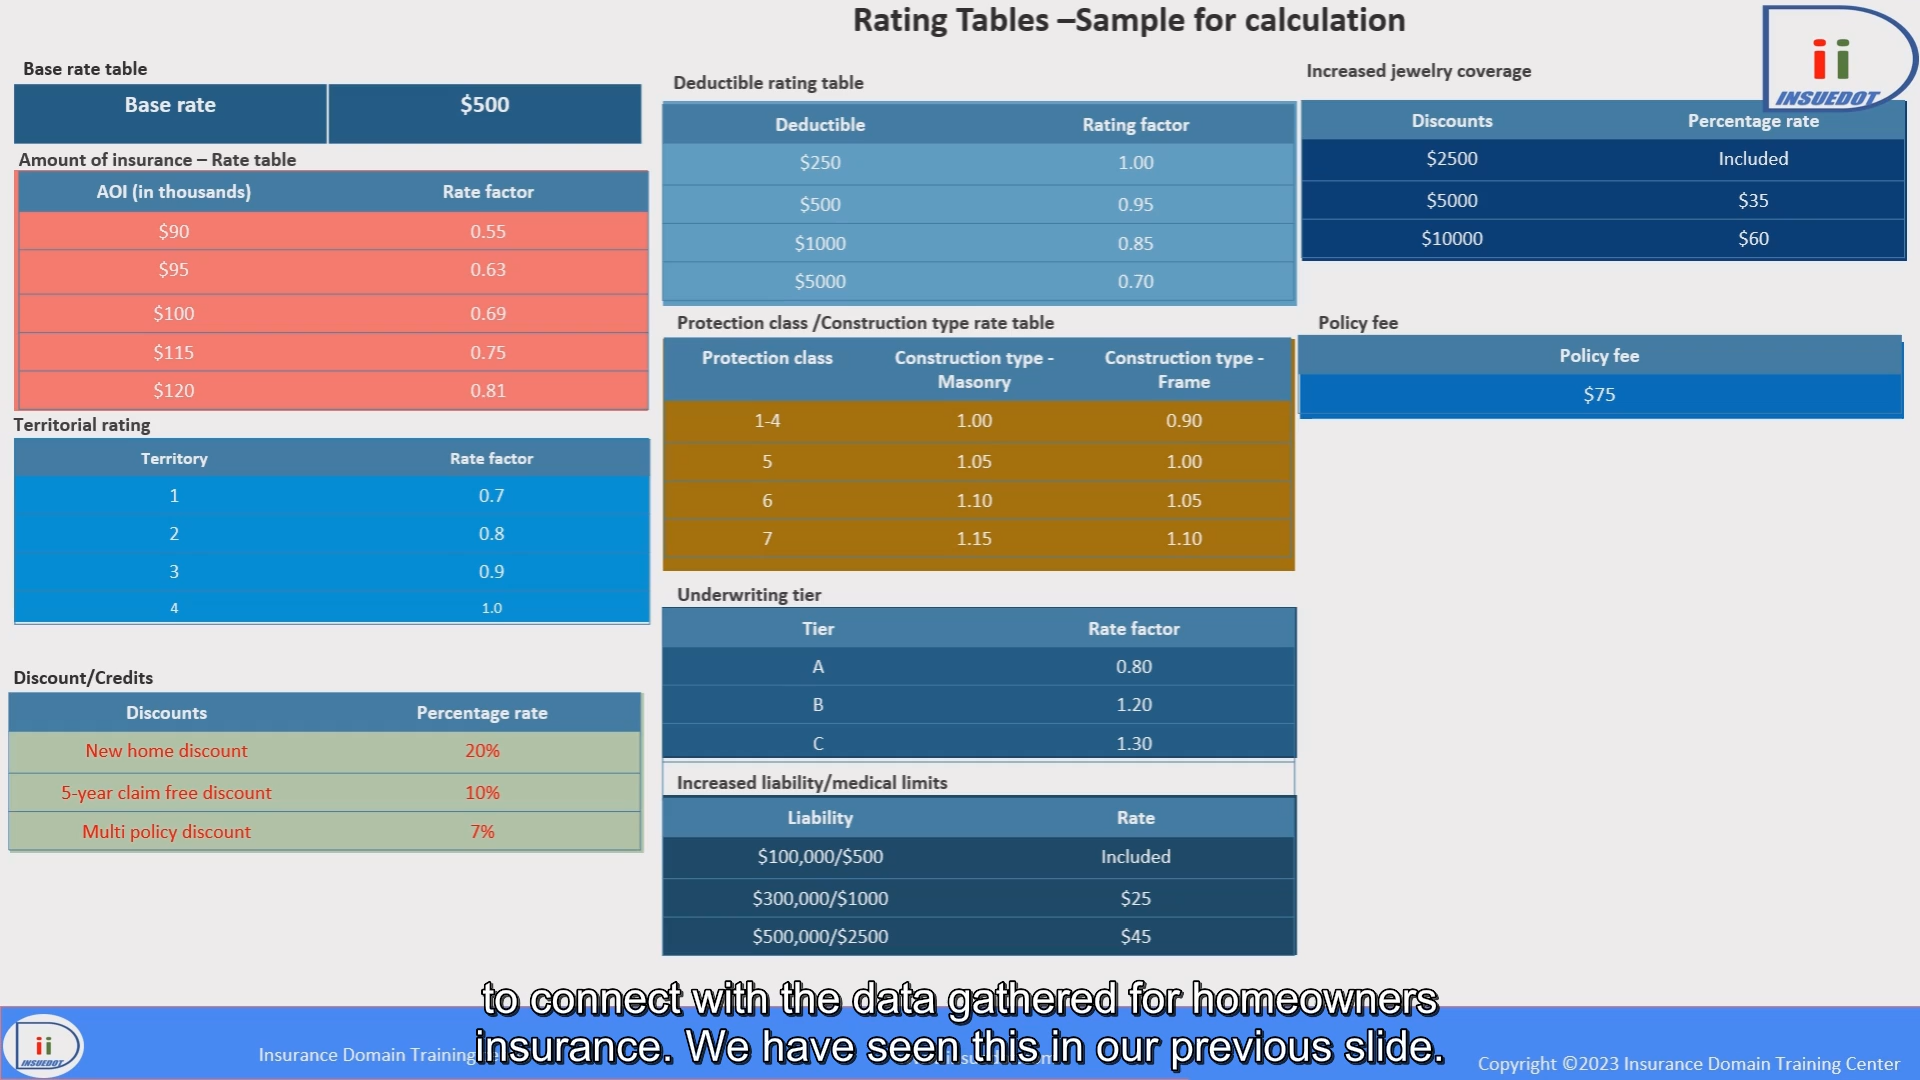 Rating Tables –Sample for calculation
ii
INSUEDOT
Base rate table
Base rate $500
Amount of insurance – Rate table
AOI (in thousands) Rate factor
$90 0.55
$95 0.63
$100 0.69
$115 0.75
$120 0.81
Territorial rating
Territory Rate factor
1 0.7
2 0.8
3 0.9
4 1.0
Discount/Credits
Discounts Percentage rate
New home discount 20%
5-year claim free discount 10%
Multi policy discount 7%
Deductible rating table
Deductible Rating factor
$250 1.00
$500 0.95
$1000 0.85
$5000 0.70
Protection class /Construction type rate table
Protection class Construction type - Construction type -
Masonry Frame
1-4 1.00 0.90
5 1.05 1.00
6 1.10 1.05
7 1.15 1.10
Underwriting tier
Tier Rate factor
A 0.80
B 1.20
C 1.30
Increased liability/medical limits
Liability Rate
$100,000/$500 Included
$300,000/$1000 $25
$500,000/$2500 $45
Increased jewelry coverage
Discounts Percentage rate
$2500 Included
$5000 $35
$10000 $60
Policy fee
Policy fee
$75
to connect with the data gathered for homeowners
insurance. We have seen this in our previous slide.
ii
INSUEDOT
Insurance Domain Training
Copyright ©2023 Insurance Domain Training Center